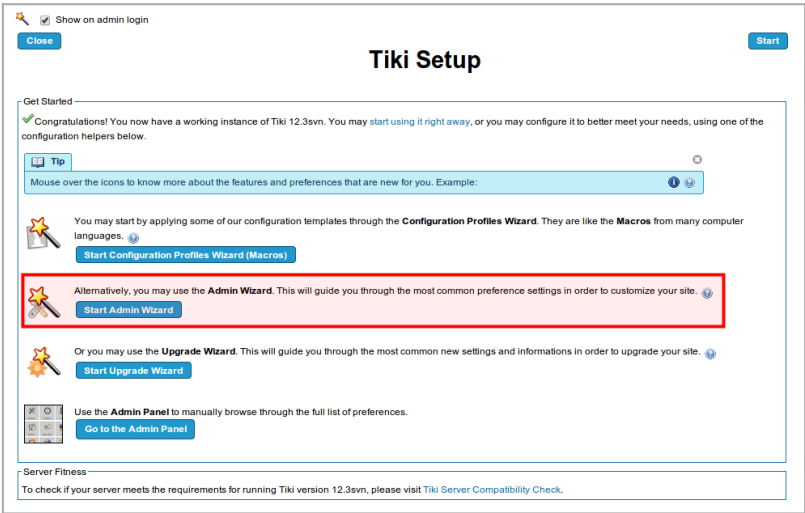 Show on admin login
Close
Start
Tiki Setup
Get Started
Congratulations! You now have a working instance of Tiki 12.3svn. You may start using it right away, or you may configure it to better meet your needs, using one of the
configuration helpers below.
Tip
Mouse over the icons to know more about the features and preferences that are new for you. Example:
You may start by applying some of our configuration templates through the Configuration Profiles Wizard. They are like the Macros from many computer
languages.
Start Configuration Profiles Wizard (Macros)
Alternatively, you may use the Admin Wizard. This will guide you through the most common preference settings in order to customize your site.
Start Admin Wizard
Or you may use the Upgrade Wizard. This will guide you through the most common new settings and informations in order to upgrade your site.
Start Upgrade Wizard
Use the Admin Panel to manually browse through the full list of preferences.
Go to the Admin Panel
Server Fitness
To check if your server meets the requirements for running Tiki version 12.3svn, please visit Tiki Server Compatibility Check.